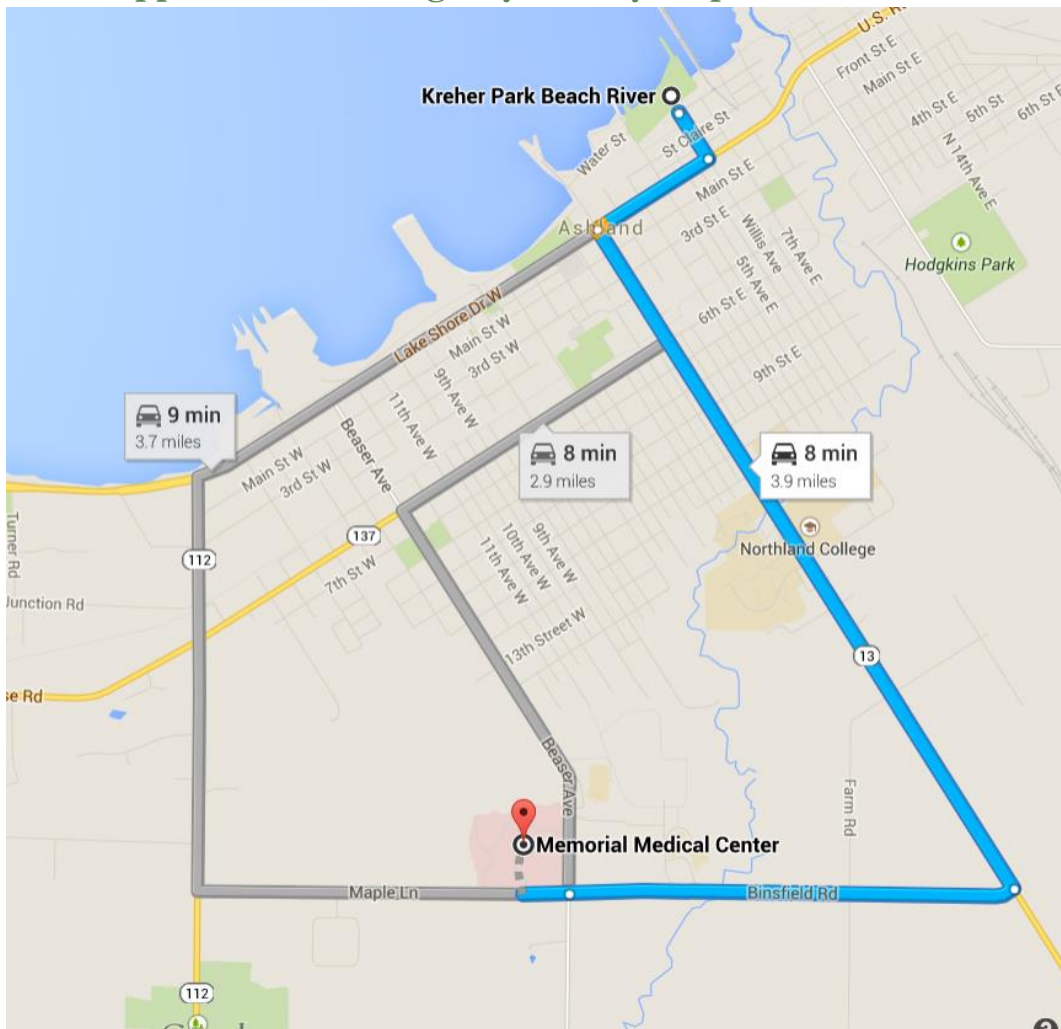 U.S. R
Front St E
Main St E
4th St E
5th St
6th St E
N 14th Ave E
Kreher Park Beach River
St Claire St
Water St
Main St E
Ashland
3rd St E
Willis Ave
7th Ave E
5th Ave E
Hodgkins Park
6th St E
9th St E
Lake Shore Dr W
Main St W
3rd St W
9th Ave W
11th Ave W
Beaser Ave
9 min
3.7 miles
8 min
2.9 miles
8 min
3.9 miles
Main St W
3rd St W
137
7th St W
112
Turner Rd
Junction Rd
se Rd
Northland College
9th Ave W
10th Ave W
11th Ave W
13th Street W
13
Beaser Ave
Farm Rd
Memorial Medical Center
Maple Ln
Binsfield Rd
112